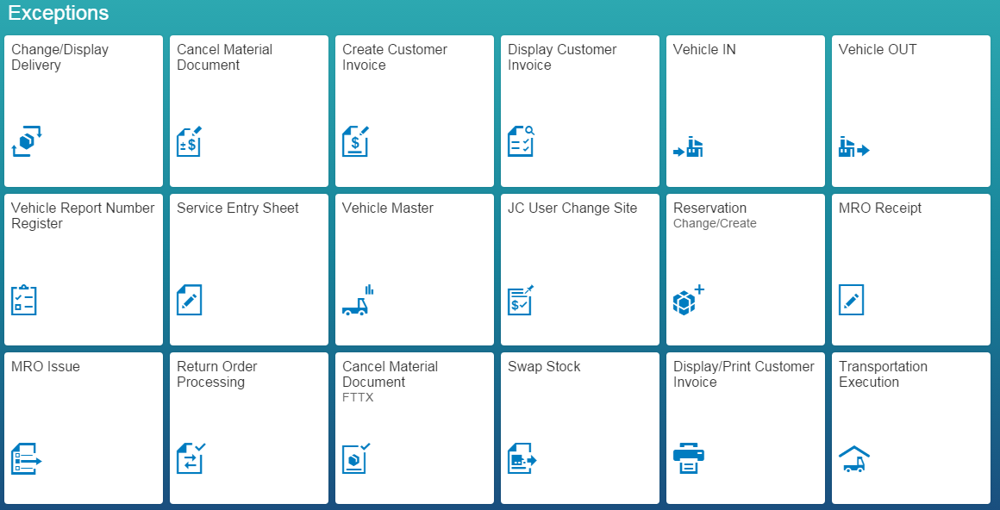 Exceptions
Change/Display
Delivery
Cancel Material
Document
Create Customer
Invoice
Display Customer
Invoice
Vehicle IN
Vehicle OUT
Vehicle Report Number
Register
Service Entry Sheet
Vehicle Master
JC User Change Site
Reservation
Change/Create
MRO Receipt
MRO Issue
Return Order
Processing
Cancel Material
Document
FTTX
Swap Stock
Display/Print Customer
Invoice
Transportation
Execution